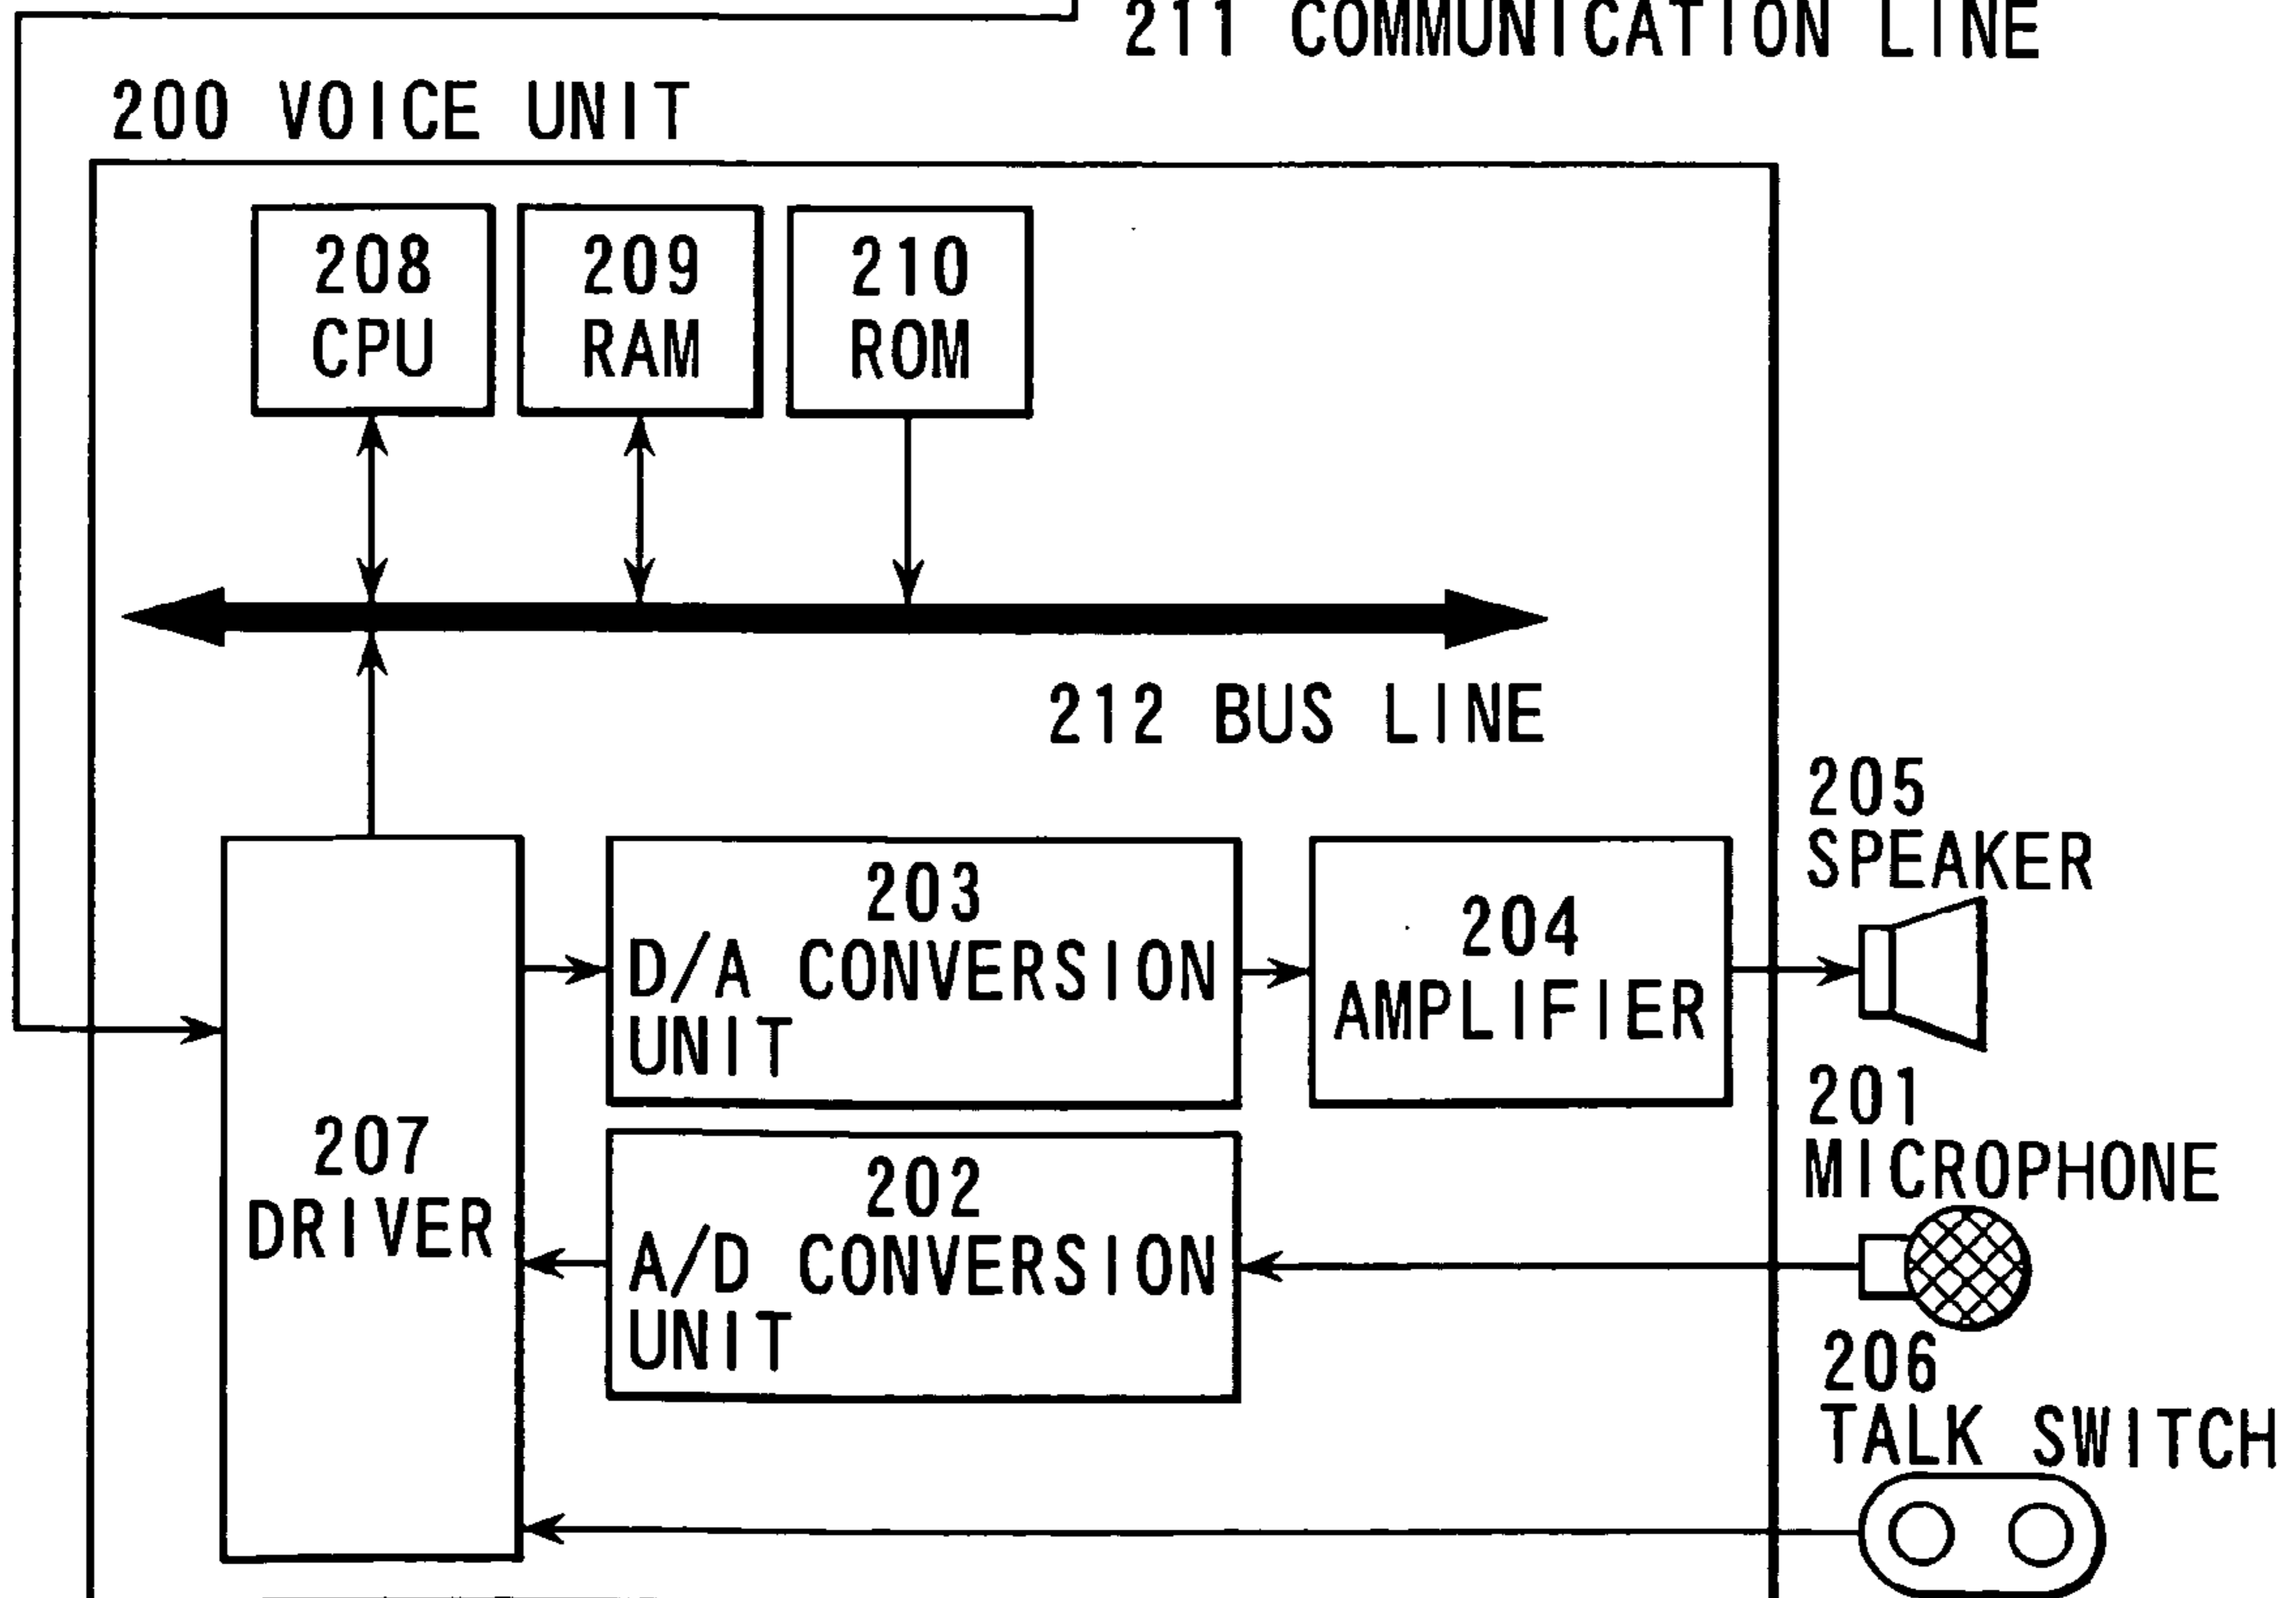 211 COMMUNICATION LINE
200 VOICE UNIT
208
CPU
209
RAM
210
ROM
212 BUS LINE
205
SPEAKER
203
D/A CONVERSION
UNIT
204
AMPLIFIER
201
MICROPHONE
207
DRIVER
202
A/D CONVERSION
UNIT
206
TALK SWITCH